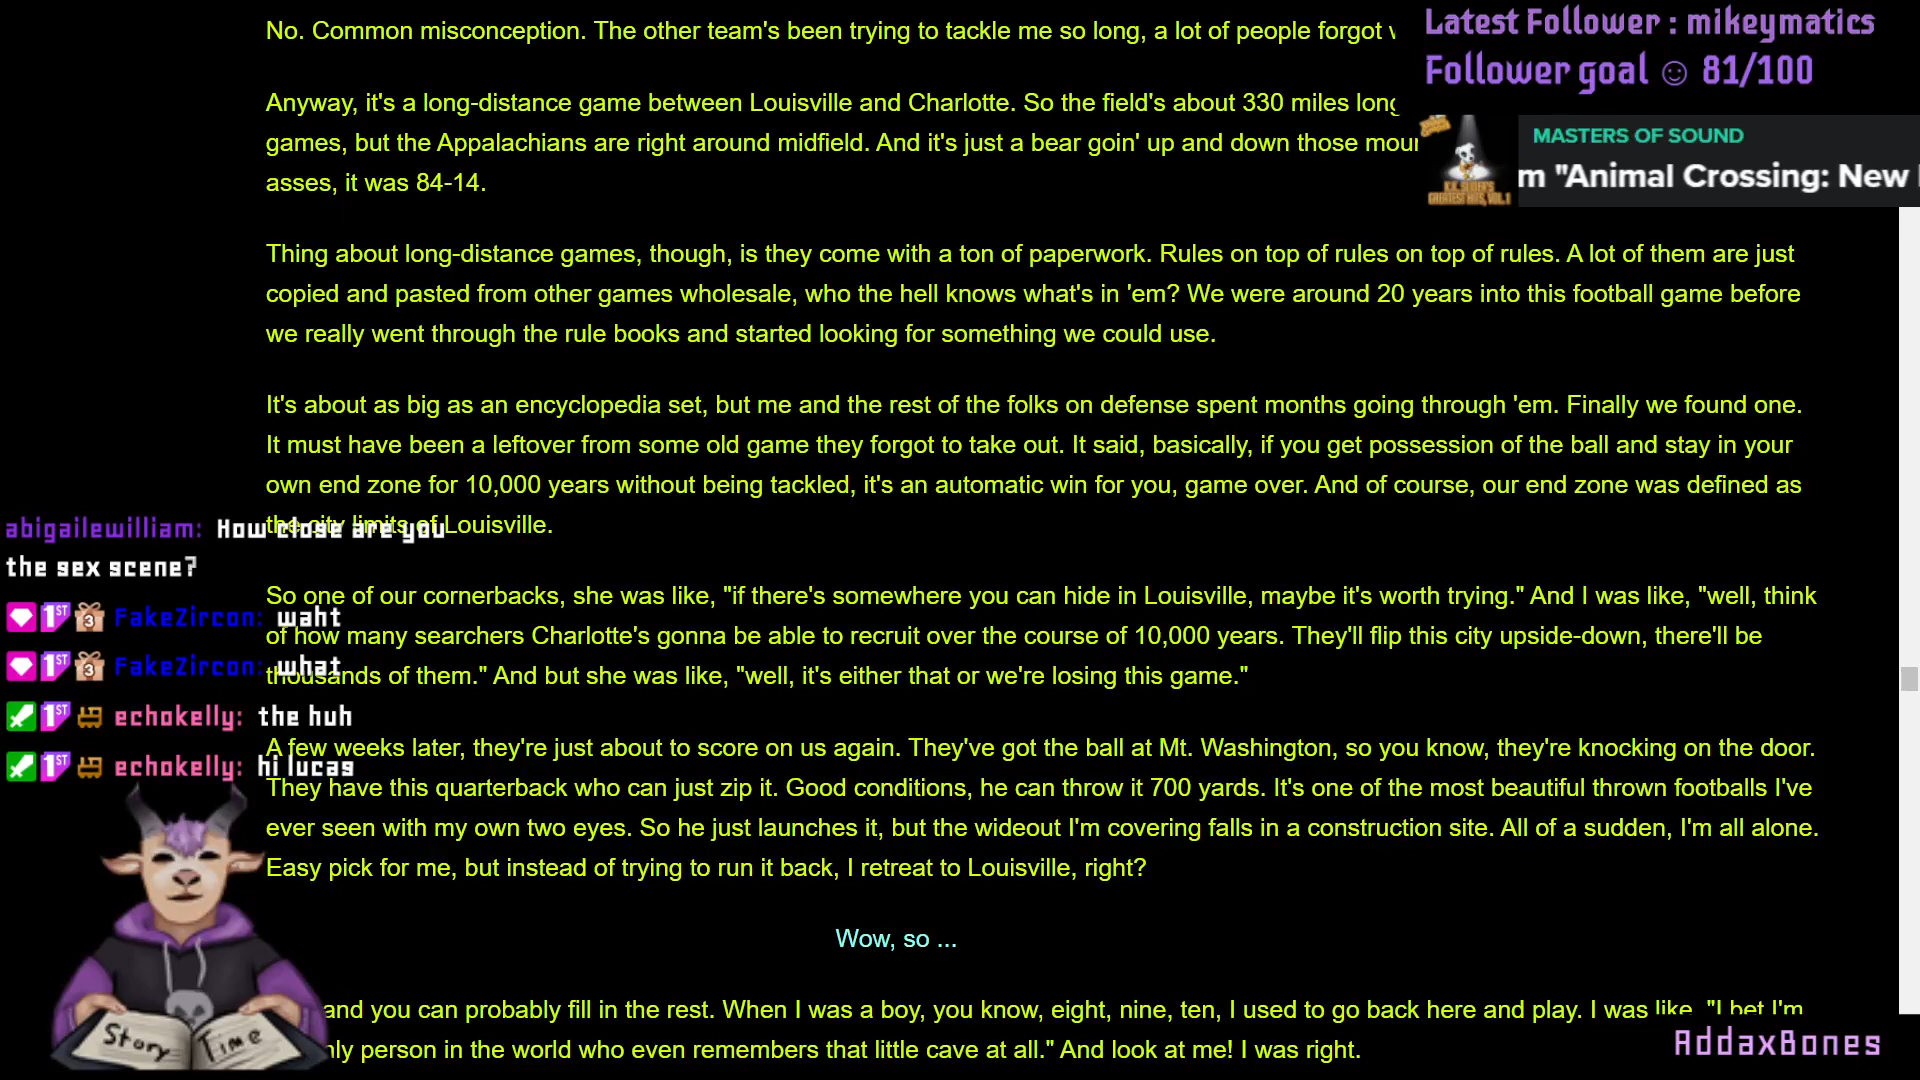 No. Common misconception. The other team's been trying to tackle me so long, a lot of people forgot
Latest Follower : mikeymatics
Follower goal ☺ 81/100
Anyway, it's a long-distance game between Louisville and Charlotte. So the field's about 330 miles long
games, but the Appalachians are right around midfield. And it's just a bear goin' up and down those
asses, it was 84-14.
MASTERS OF SOUND
m "Animal Crossing: New
K.K. SLIDER'S
GREATEST HITS, VOL. 1
Thing about long-distance games, though, is they come with a ton of paperwork. Rules on top of rules on top of rules. A lot of them are just
copied and pasted from other games wholesale, who the hell knows what's in 'em? We were around 20 years into this football game before
we really went through the rule books and started looking for something we could use.
It's about as big as an encyclopedia set, but me and the rest of the folks on defense spent months going through 'em. Finally we found one.
It must have been a leftover from some old game they forgot to take out. It said, basically, if you get possession of the ball and stay in your
own end zone for 10,000 years without being tackled, it's an automatic win for you, game over. And of course, our end zone was defined as
the city limits of Louisville.
abigailewilliam: How close are you
the sex scene?
So one of our cornerbacks, she was like, "if there's somewhere you can hide in Louisville, maybe it's worth trying." And I was like, "well, think
of how many searchers Charlotte's gonna be able to recruit over the course of 10,000 years. They'll flip this city upside-down, there'll be
thousands of them." And but she was like, "well, it's either that or we're losing this game."
1ST 3 FakeZircon: waht
1ST 3 FakeZircon: what
1ST echokelly: the huh
1ST echokelly: hi lucas
A few weeks later, they're just about to score on us again. They've got the ball at Mt. Washington, so you know, they're knocking on the door.
They have this quarterback who can just zip it. Good conditions, he can throw it 700 yards. It's one of the most beautiful thrown footballs I've
ever seen with my own two eyes. So he just launches it, but the wideout I'm covering falls in a construction site. All of a sudden, I'm all alone.
Easy pick for me, but instead of trying to run it back, I retreat to Louisville, right?
Wow, so ...
and you can probably fill in the rest. When I was a boy, you know, eight, nine, ten, I used to go back here and play. I was like, "I bet I'm
person in the world who even remembers that little cave at all." And look at me! I was right.
Story Time
AddaxBones